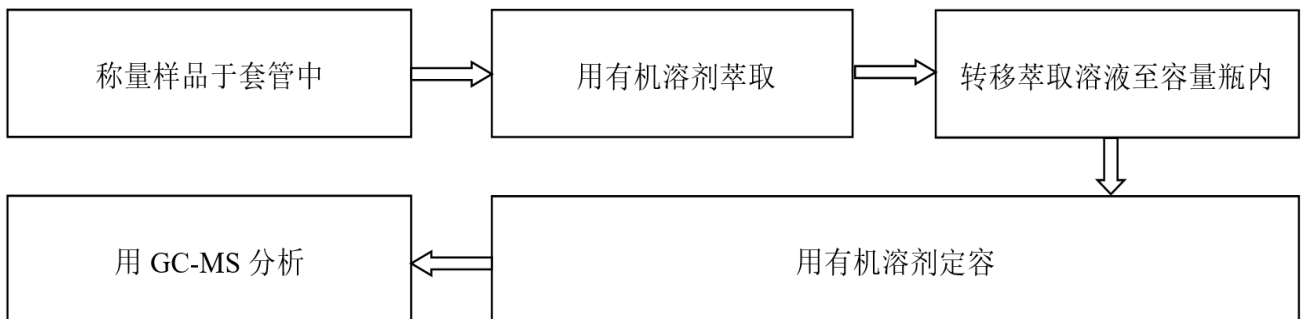 称量样品于套管中
用有机溶剂萃取
转移萃取溶液至容量瓶内
用有机溶剂定容
用 GC-MS 分析